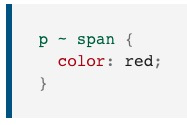 p ~ span {
  color: red;
}